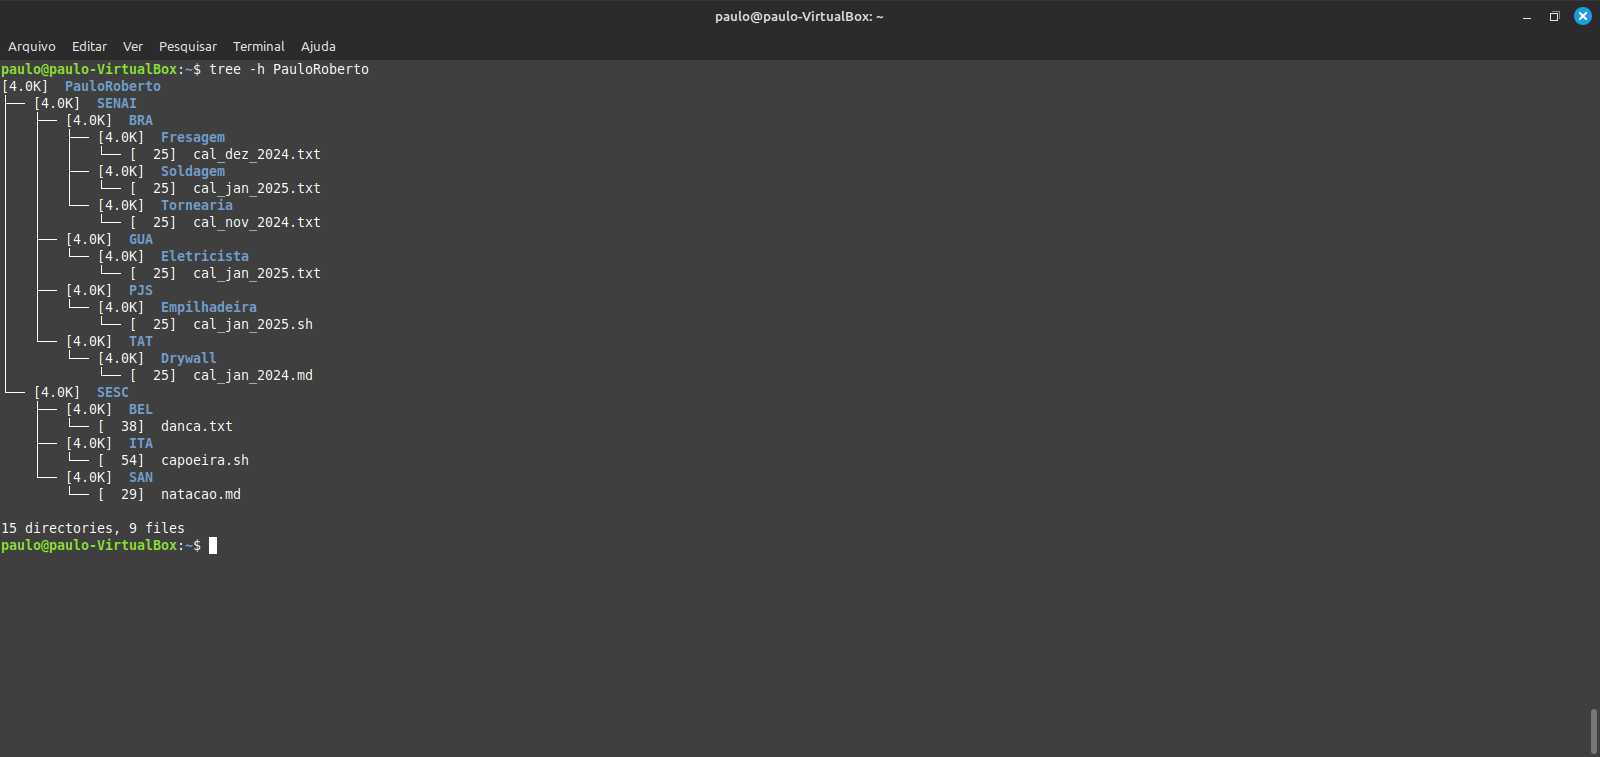 paulo@paulo-VirtualBox: ~
Arquivo Editar Ver Pesquisar Terminal Ajuda
paulo@paulo-VirtualBox:~$ tree -h PauloRoberto
[4.0K]  PauloRoberto
├── [4.0K]  SENAI
│   ├── [4.0K]  BRA
│   │   ├── [4.0K]  Fresagem
│   │   │   └── [  25]  cal_dez_2024.txt
│   │   ├── [4.0K]  Soldagem
│   │   │   └── [  25]  cal_jan_2025.txt
│   │   └── [4.0K]  Tornearia
│   │       └── [  25]  cal_nov_2024.txt
│   ├── [4.0K]  GUA
│   │   └── [4.0K]  Eletricista
│   │       └── [  25]  cal_jan_2025.txt
│   ├── [4.0K]  PJS
│   │   └── [4.0K]  Empilhadeira
│   │       └── [  25]  cal_jan_2025.sh
│   └── [4.0K]  TAT
│       └── [4.0K]  Drywall
│           └── [  25]  cal_jan_2024.md
└── [4.0K]  SESC
    ├── [4.0K]  BEL
    │   └── [  38]  danca.txt
    ├── [4.0K]  ITA
    │   └── [  54]  capoeira.sh
    └── [4.0K]  SAN
        └── [  29]  natacao.md
15 directories, 9 files
paulo@paulo-VirtualBox:~$